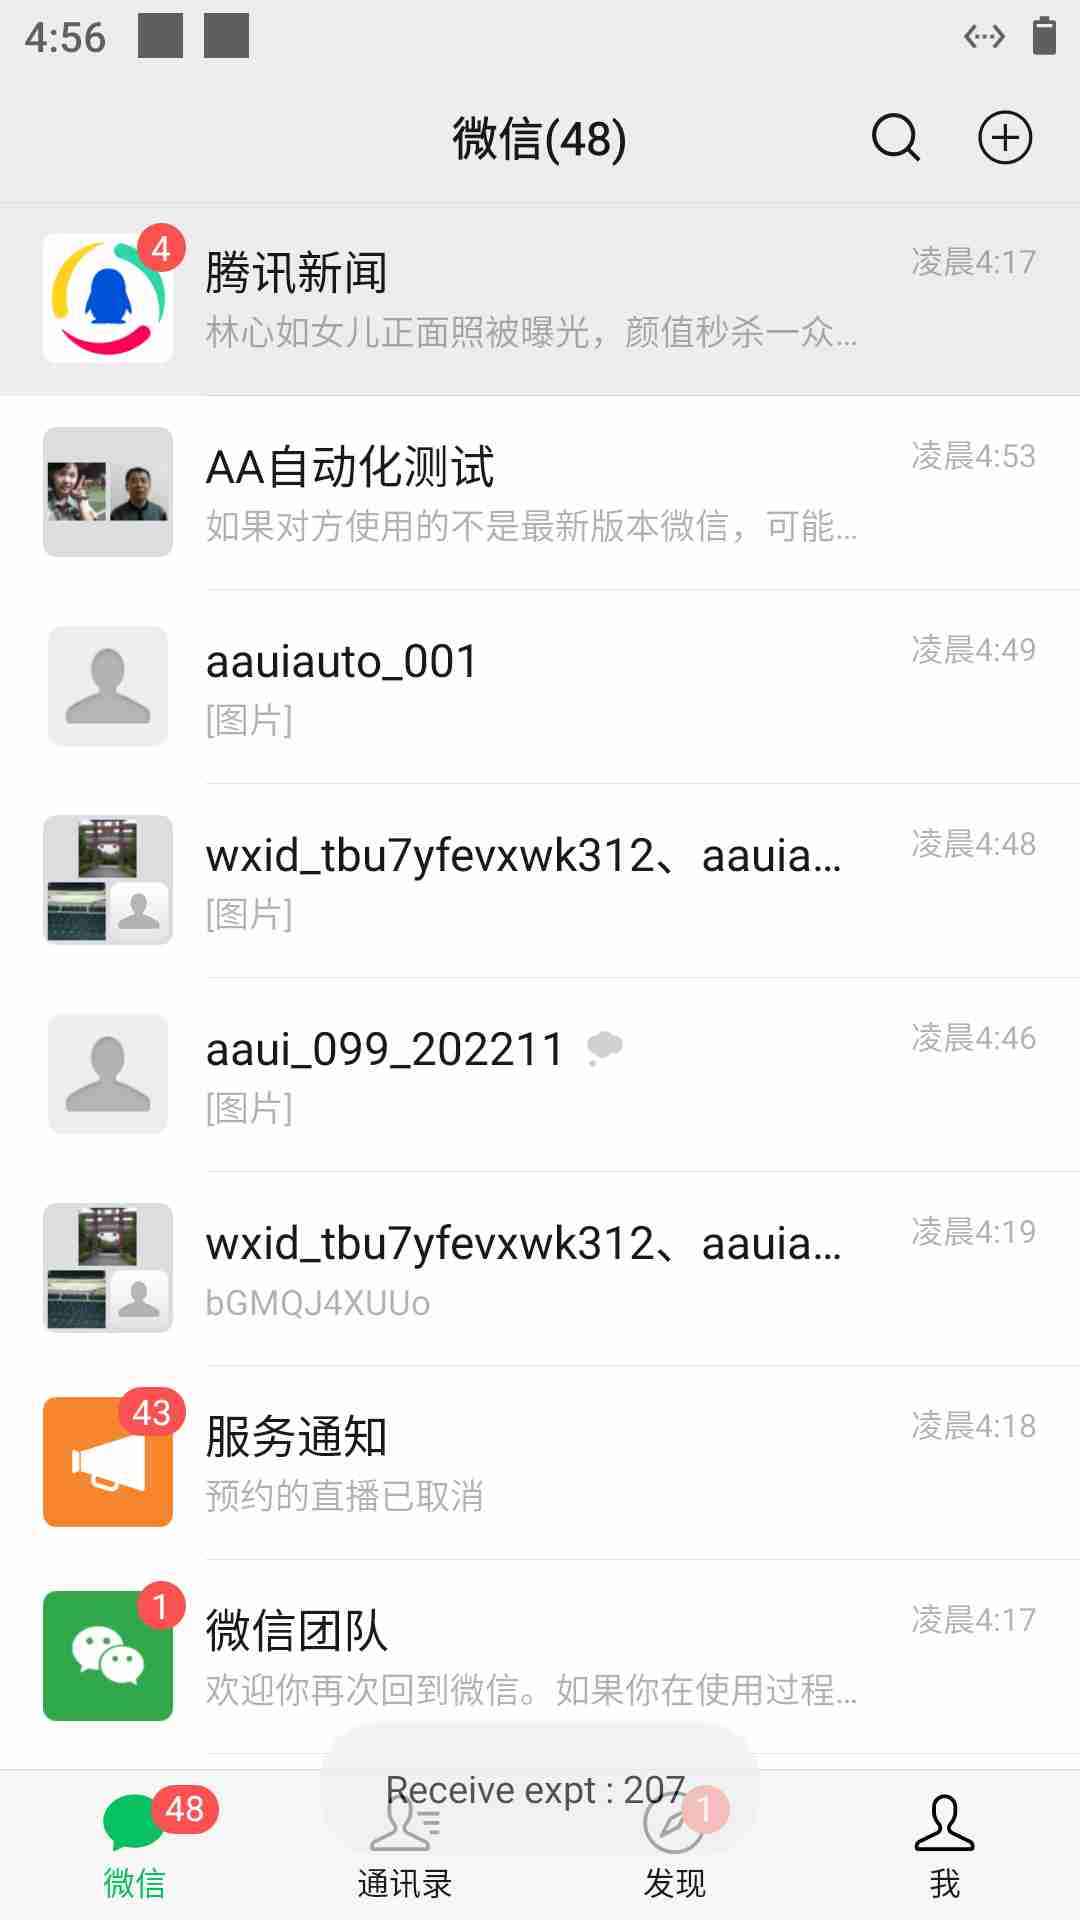 4:56
微信(48)
4
腾讯新闻
凌晨4:17
林心如女儿正面照被曝光，颜值秒杀一众...
AA自动化测试
凌晨4:53
如果对方使用的不是最新版本微信，可能...
aauiauto_001
凌晨4:49
[图片]
wxid_tbu7yfevxwk312、aauia...
凌晨4:48
[图片]
aaui_099_202211
凌晨4:46
[图片]
wxid_tbu7yfevxwk312、aauia...
凌晨4:19
bGMQJ4XUUo
43
服务通知
凌晨4:18
预约的直播已取消
1
微信团队
凌晨4:17
欢迎你再次回到微信。如果你在使用过程...
Receive expt : 207
48
1
微信
通讯录
发现
我